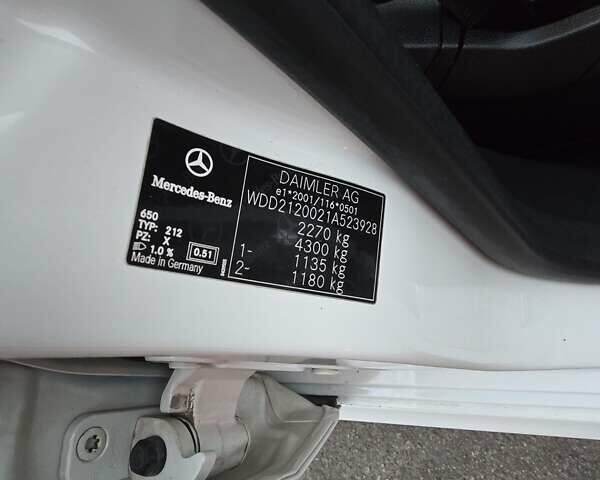 Mercedes-Benz
650
TYP: 212
PZ: X
1.0 % 0.51
Made in Germany
DAIMLER AG
e1*2001/116*0501
WDD2120021A523928
2270 kg
1- 4300 kg
1135 kg
2- 1180 kg